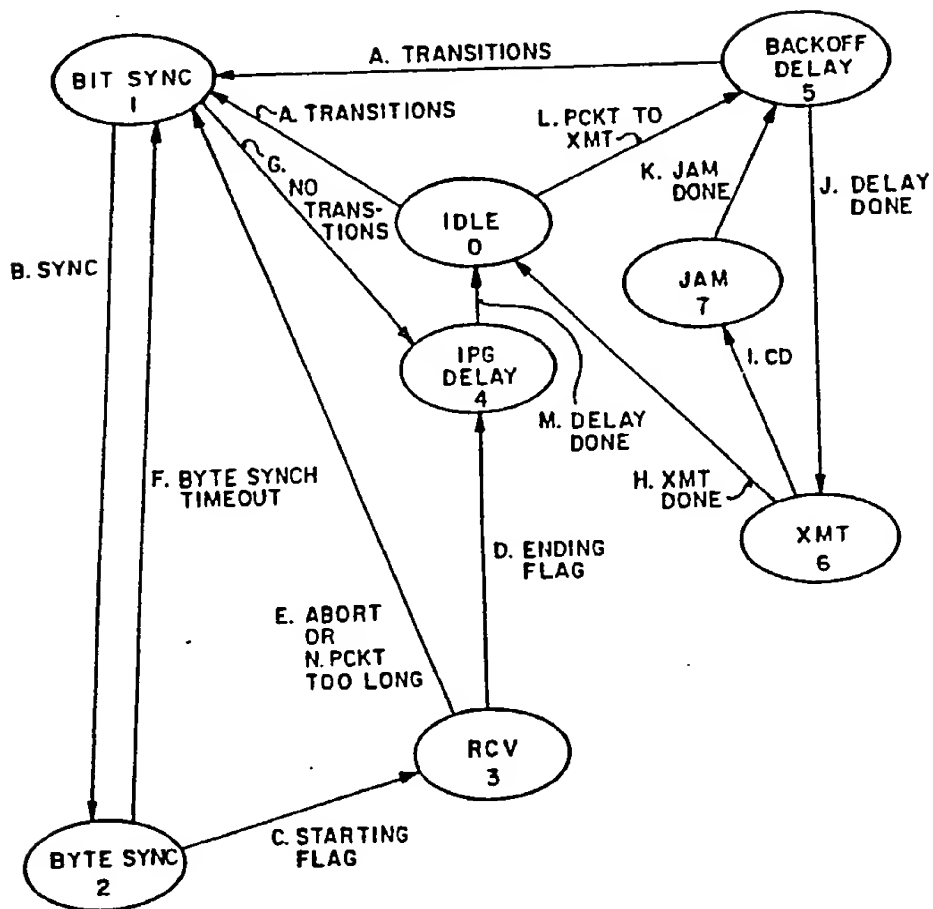 A. TRANSITIONS
BIT SYNC
1
BACKOFF
DELAY
5
A. TRANSITIONS
L. PCKT TO
XMT
G.
NO
TRANS-
TIONS
K. JAM
DONE
J. DELAY
DONE
IDLE
0
B. SYNC
JAM
7
IPG
DELAY
4
I. CD
M. DELAY
DONE
F. BYTE SYNCH
TIMEOUT
H. XMT
DONE
XMT
6
D. ENDING
FLAG
E. ABORT
OR
N. PCKT
TOO LONG
RCV
3
C. STARTING
FLAG
BYTE SYNC
2